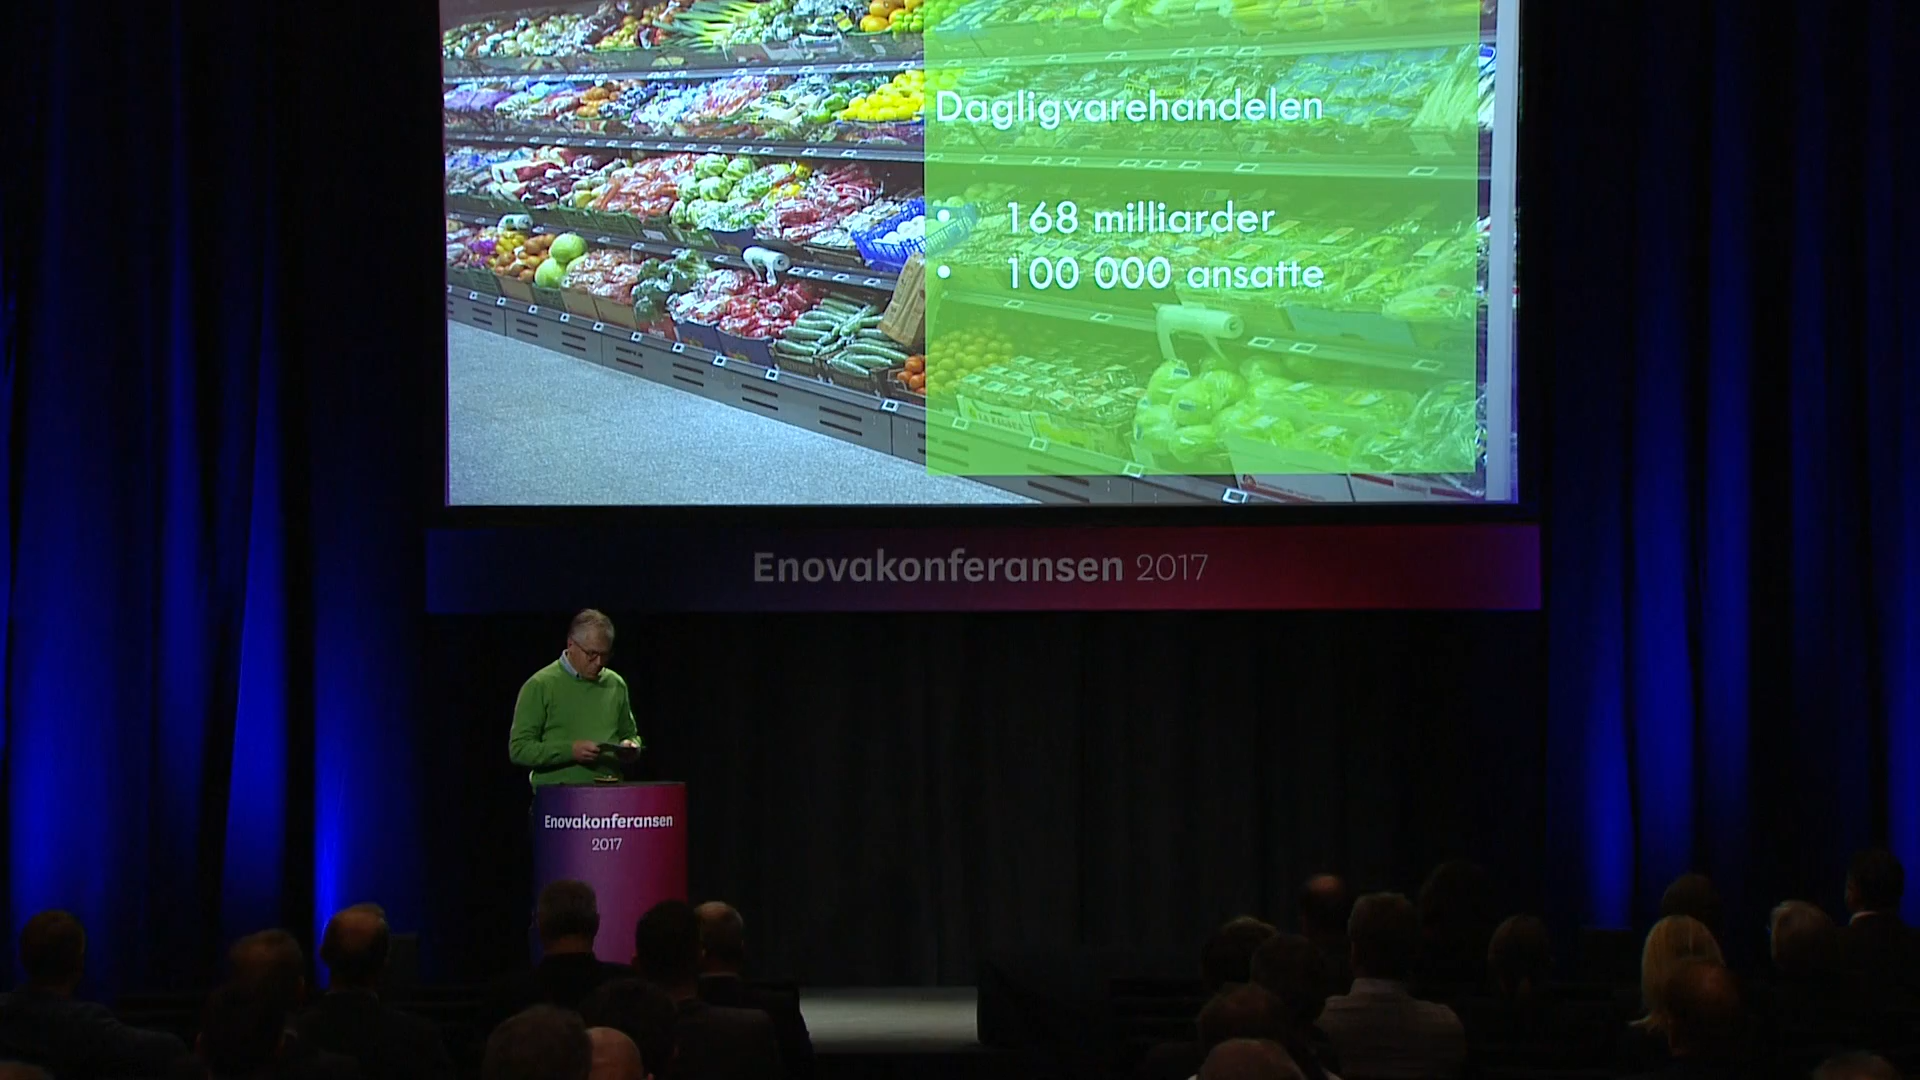 Dagligvarehandelen
• 168 milliarder
• 100 000 ansatte
Enovakonferansen 2017
Enovakonferansen
2017